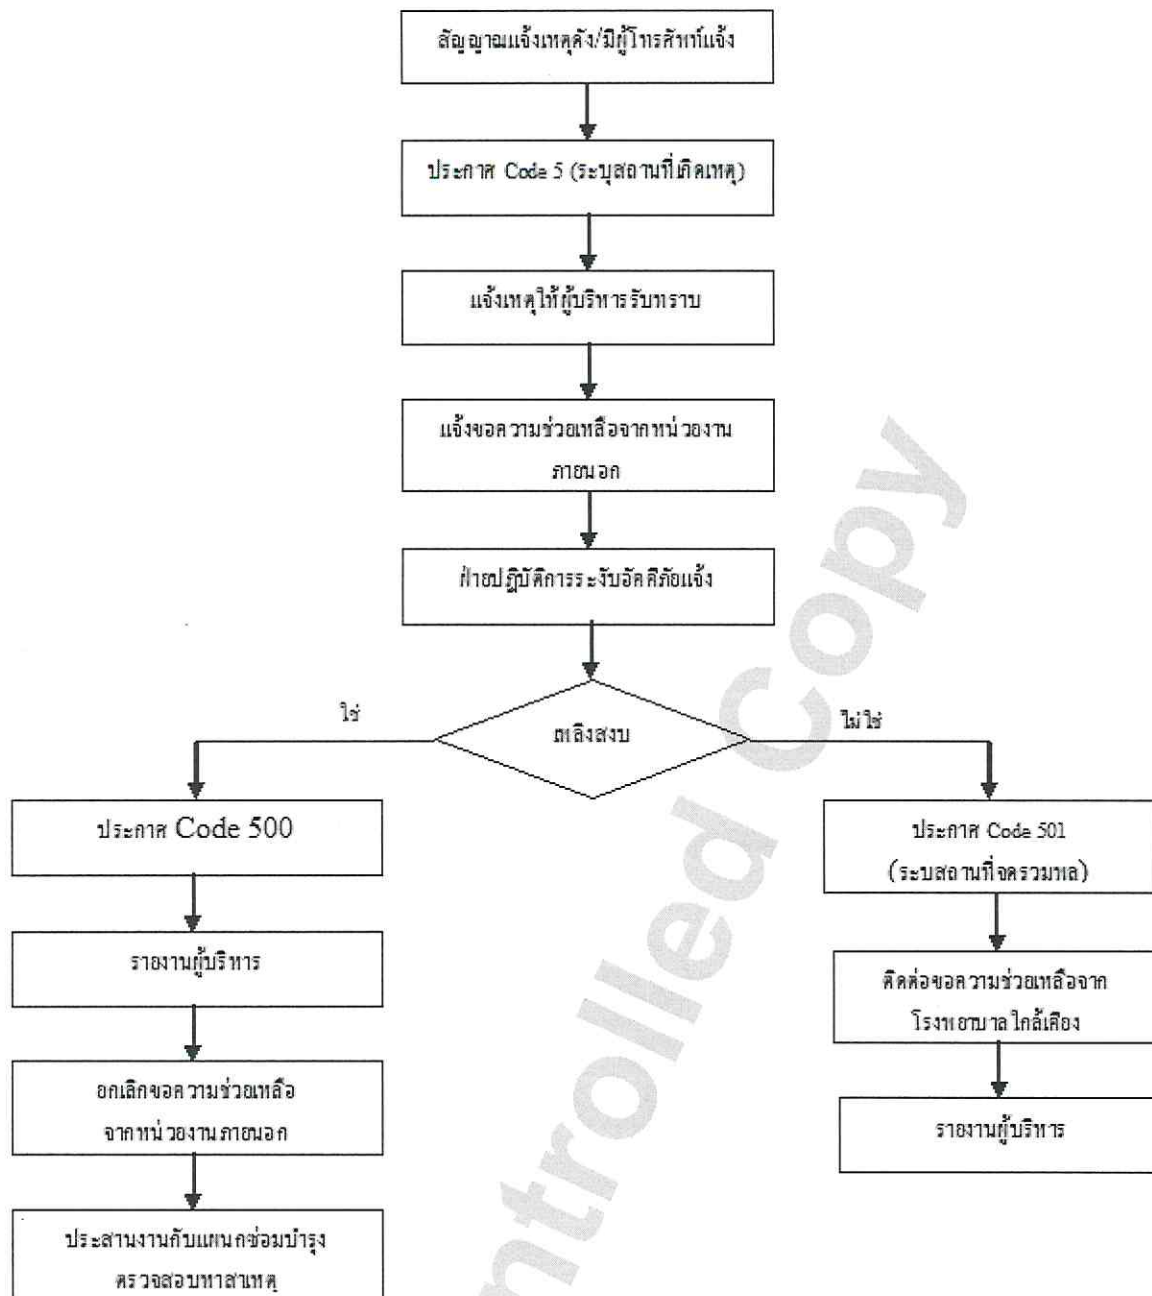 สัญญาณแจ้งเหตุดัง/มีผู้โทรศัพท์แจ้ง
ประกาศ Code 5 (ระบุสถานที่เกิดเหตุ)
แจ้งเหตุให้ผู้บริหารรับทราบ
แจ้งขอความช่วยเหลือจากหน่วยงาน
ภายนอก
ฝ่ายปฏิบัติการระงับอัคคีภัยแจ้ง
เพลิงสงบ
ใช่
ไม่ใช่
ประกาศ Code 500
รายงานผู้บริหาร
ยกเลิกขอความช่วยเหลือ
จากหน่วยงานภายนอก
ประสานงานกับแผนกซ่อมบำรุง
ตรวจสอบหาสาเหตุ
ประกาศ Code 501
(ระบุสถานที่จุดรวมพล)
ติดต่อขอความช่วยเหลือจาก
โรงพยาบาลใกล้เคียง
รายงานผู้บริหาร
ntrolled Copy